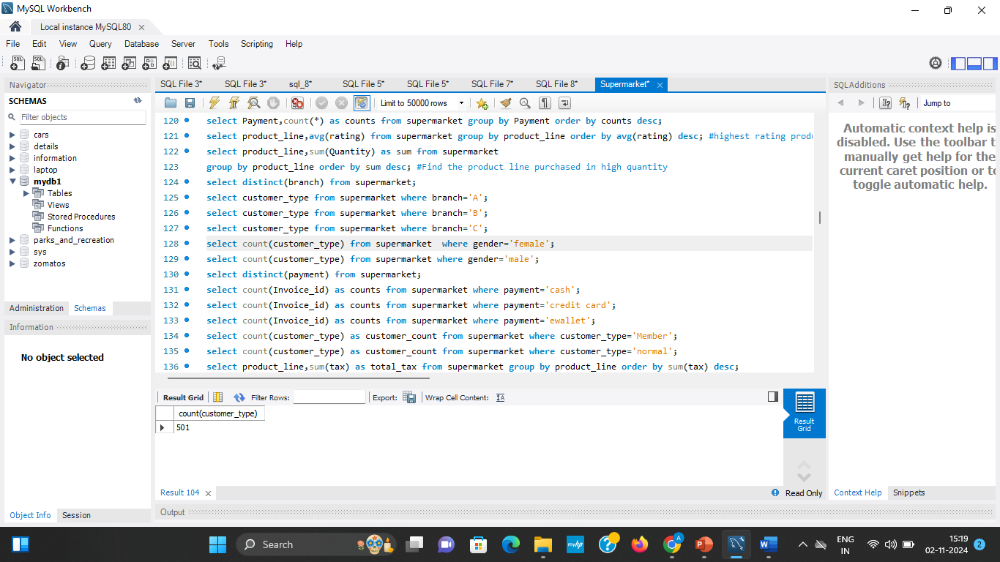 MySQL Workbench
Local instance MySQL80
File Edit View Query Database Server Tools Scripting Help
Navigator
SCHEMAS
Filter objects
cars
details
information
laptop
mydb1
Tables
Views
Stored Procedures
Functions
parks_and_recreation
sys
zomatos
Administration Schemas
Information
No object selected
Object Info Session
SQL File 3* SQL File 3* sql_8* SQL File 5* SQL File 5* SQL File 7* SQL File 8* Supermarket*
Limit to 50000 rows
120 select Payment,count(*) as counts from supermarket group by Payment order by counts desc;
121 select product_line,avg(rating) from supermarket group by product_line order by avg(rating) desc; #highest rating produ
122 select product_line,sum(Quantity) as sum from supermarket
123 group by product_line order by sum desc; #Find the product line purchased in high quantity
124 select distinct(branch) from supermarket;
125 select customer_type from supermarket where branch='A';
126 select customer_type from supermarket where branch='B';
127 select customer_type from supermarket where branch='C';
128 select count(customer_type) from supermarket  where gender='female';
129 select count(customer_type) from supermarket where gender='male';
130 select distinct(payment) from supermarket;
131 select count(Invoice_id) as counts from supermarket where payment='cash';
132 select count(Invoice_id) as counts from supermarket where payment='credit card';
133 select count(Invoice_id) as counts from supermarket where payment='ewallet';
134 select count(customer_type) as customer_count from supermarket where customer_type='Member';
135 select count(customer_type) as customer_count from supermarket where customer_type='normal';
136 select product_line,sum(tax) as total_tax from supermarket group by product_line order by sum(tax) desc;
Result Grid Filter Rows: Export: Wrap Cell Content:
count(customer_type)
501
Result Grid
Result 104
Read Only
Output
SQLAdditions
Jump to
Automatic context help is
disabled. Use the toolbar t
manually get help for the
current caret position or to
toggle automatic help.
Context Help Snippets
Search
ENG
IN
15:19
02-11-2024
2